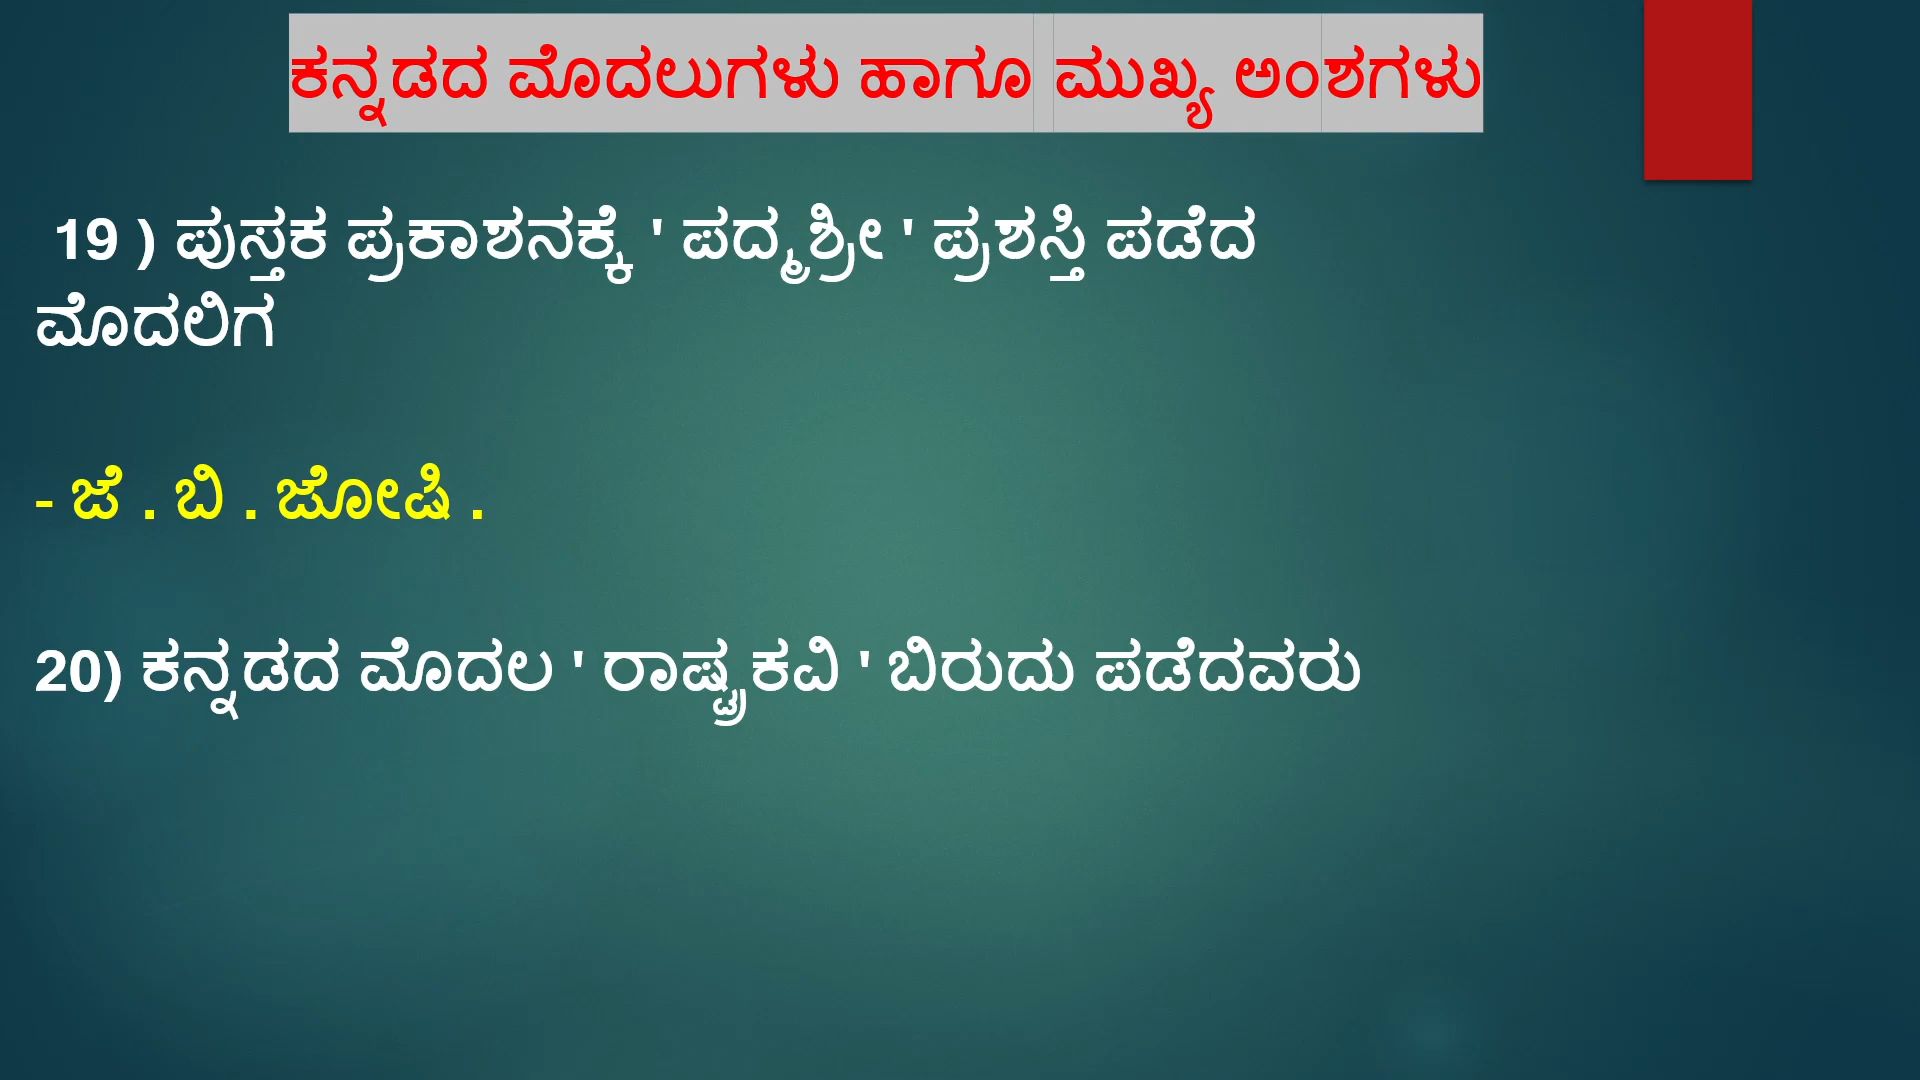 ಕನ್ನಡದ ಮೊದಲುಗಳು ಹಾಗೂ ಮುಖ್ಯ ಅಂಶಗಳು
19 ) ಪುಸ್ತಕ ಪ್ರಕಾಶನಕ್ಕೆ ' ಪದ್ಮಶ್ರೀ ' ಪ್ರಶಸ್ತಿ ಪಡೆದ
ಮೊದಲಿಗ
- ಜೆ . ಬಿ . ಜೋಷಿ .
20) ಕನ್ನಡದ ಮೊದಲ ' ರಾಷ್ಟ್ರಕವಿ ' ಬಿರುದು ಪಡೆದವರು